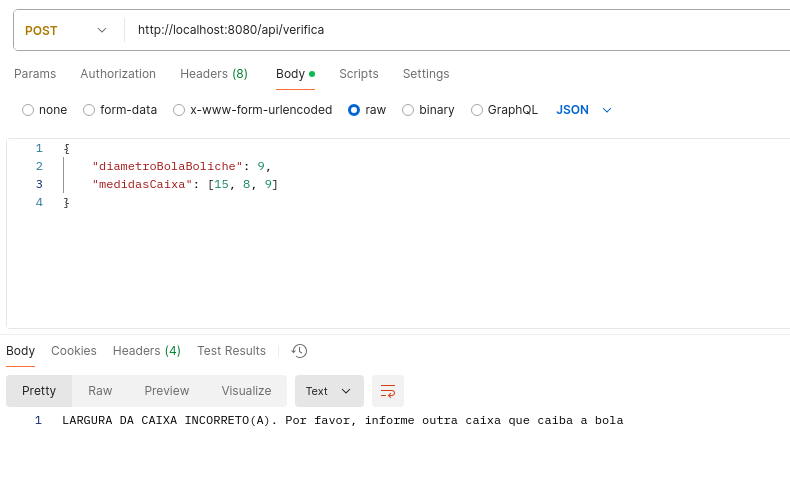 POST http://localhost:8080/api/verifica
Params Authorization Headers (8) Body Scripts Settings
none form-data x-www-form-urlencoded raw binary GraphQL JSON
1 {
2 "diametroBolaBoliche": 9,
3 "medidasCaixa": [15, 8, 9]
4 }
Body Cookies Headers (4) Test Results
Pretty Raw Preview Visualize Text
1 LARGURA DA CAIXA INCORRETO(A). Por favor, informe outra caixa que caiba a bola